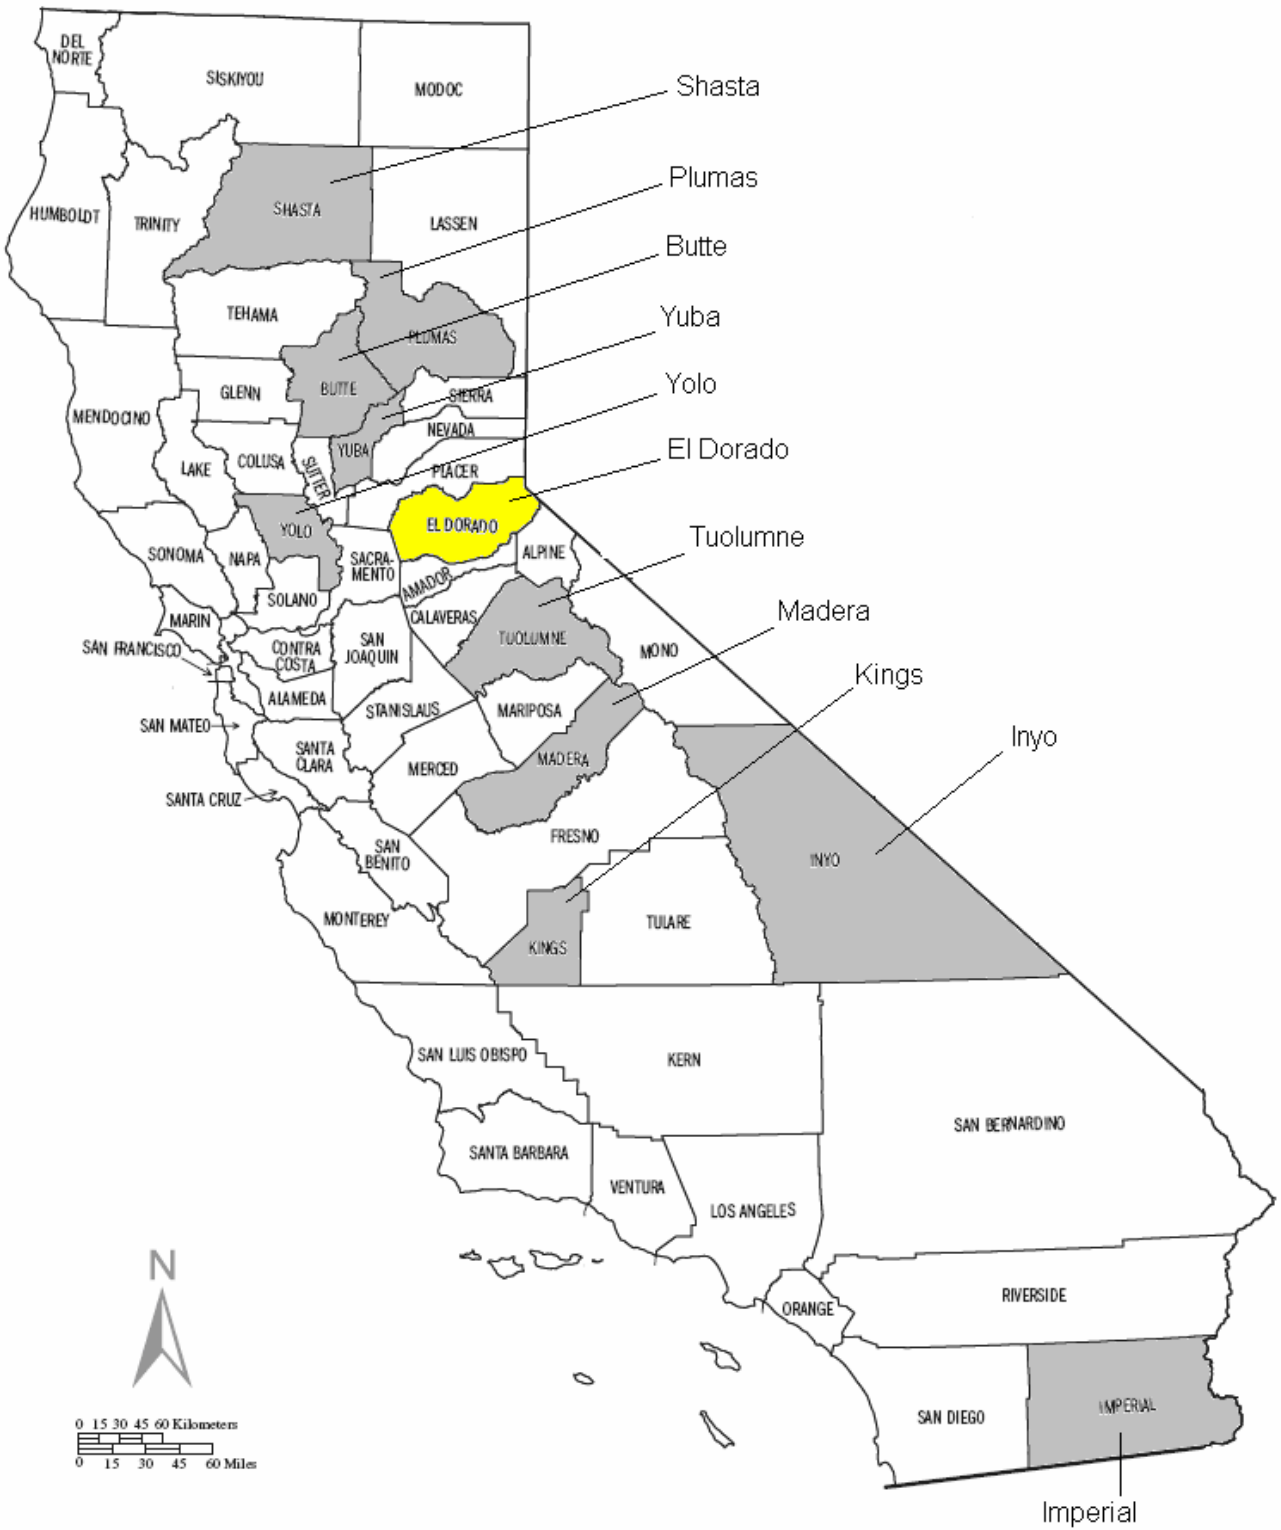 DEL
NORTE
SISKIYOU
MODOC
Shasta
HUMBOLDT
TRINITY
SHASTA
LASSEN
Plumas
Butte
TEHAMA
PLUMAS
Yuba
GLENN
BUTTE
SIERRA
Yolo
MENDOCINO
NEVADA
LAKE
COLUSA
SUTTER
YUBA
PLACER
El Dorado
YOLO
EL DORADO
SONOMA
NAPA
SACRA-
MENTO
ALPINE
Tuolumne
SOLANO
AMADOR
MARIN
CALAVERAS
Madera
SAN FRANCISCO
CONTRA
COSTA
SAN
JOAQUIN
TUOLUMNE
MONO
Kings
ALAMEDA
STANISLAUS
MARIPOSA
SAN MATEO
SANTA
CLARA
MERCED
MADERA
Inyo
SANTA CRUZ
FRESNO
SAN
BENITO
INYO
MONTEREY
KINGS
TULARE
SAN LUIS OBISPO
KERN
SANTA BARBARA
SAN BERNARDINO
VENTURA
LOS ANGELES
N
ORANGE
RIVERSIDE
SAN DIEGO
IMPERIAL
0 15 30 45 60 Kilometers
0 15 30 45 60 Miles
Imperial